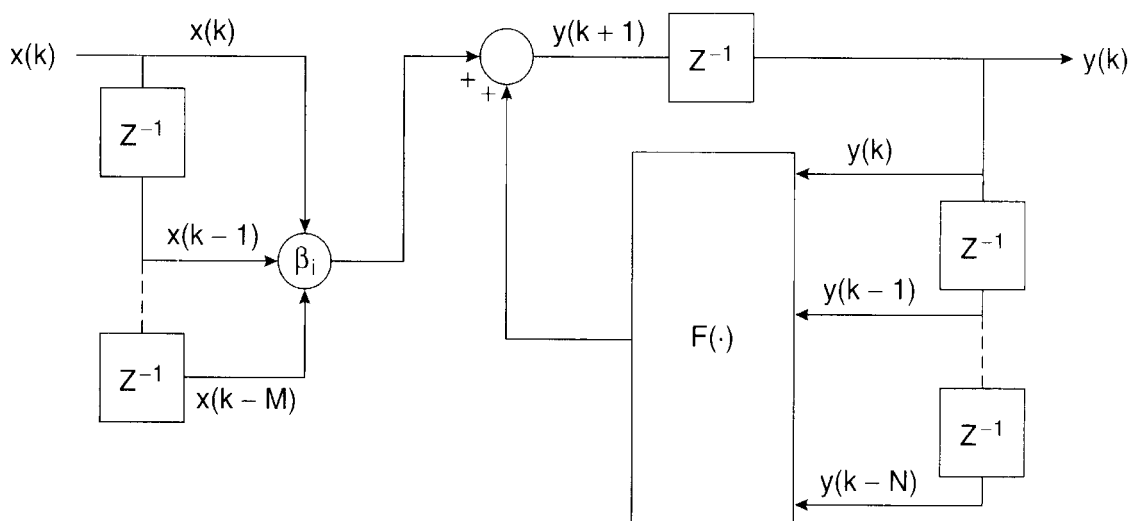 x(k)
x(k)
Z⁻¹
x(k – 1)
βᵢ
Z⁻¹
x(k – M)
+
+
y(k + 1)
Z⁻¹
y(k)
y(k)
Z⁻¹
y(k – 1)
F(·)
Z⁻¹
y(k – N)